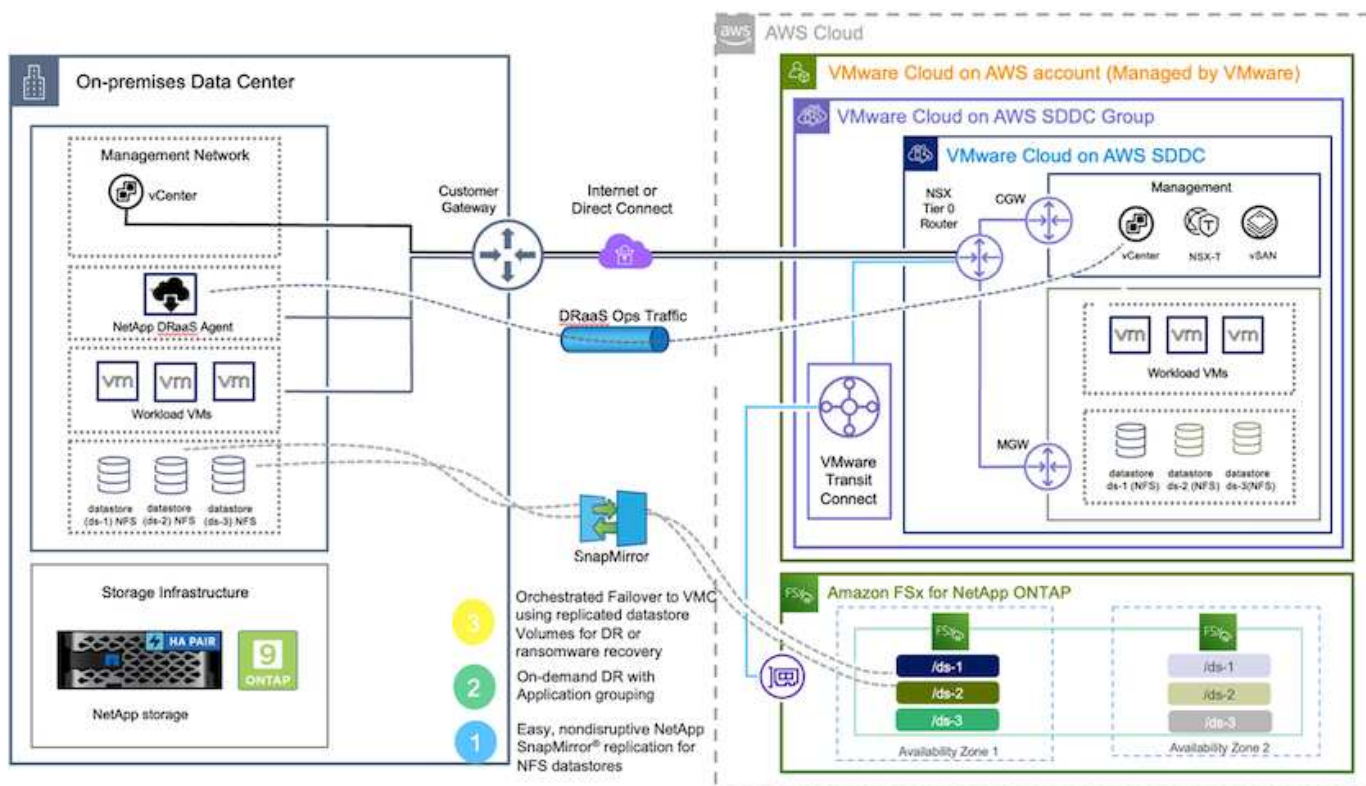 aws
AWS Cloud
On-premises Data Center
Management Network
vCenter
NetApp DRaaS Agent
vm vm vm
Workload VMs
datastore
(ds-1) NFS
datastore
(ds-2) NFS
datastore
(ds-3) NFS
Storage Infrastructure
HA PAIR
9
ONTAP
NetApp storage
Customer
Gateway
Internet or
Direct Connect
DRaaS Ops Traffic
SnapMirror
3
Orchestrated Failover to VMC
using replicated datastore
Volumes for DR or
ransomware recovery
2
On-demand DR with
Application grouping
1
Easy, nondisruptive NetApp
SnapMirror® replication for
NFS datastores
VMware Cloud on AWS account (Managed by VMware)
VMware Cloud on AWS SDDC Group
VMware Cloud on AWS SDDC
NSX
Tier 0
Router
CGW
Management
vCenter
NSX-T
vSAN
vm vm vm
Workload VMs
MGW
datastore
ds-1 (NFS)
datastore
ds-2 (NFS)
datastore
ds-3(NFS)
VMware
Transit
Connect
FSx
Amazon FSx for NetApp ONTAP
FSx
/ds-1
/ds-2
/ds-3
Availability Zone 1
FSx
/ds-1
/ds-2
/ds-3
Availability Zone 2